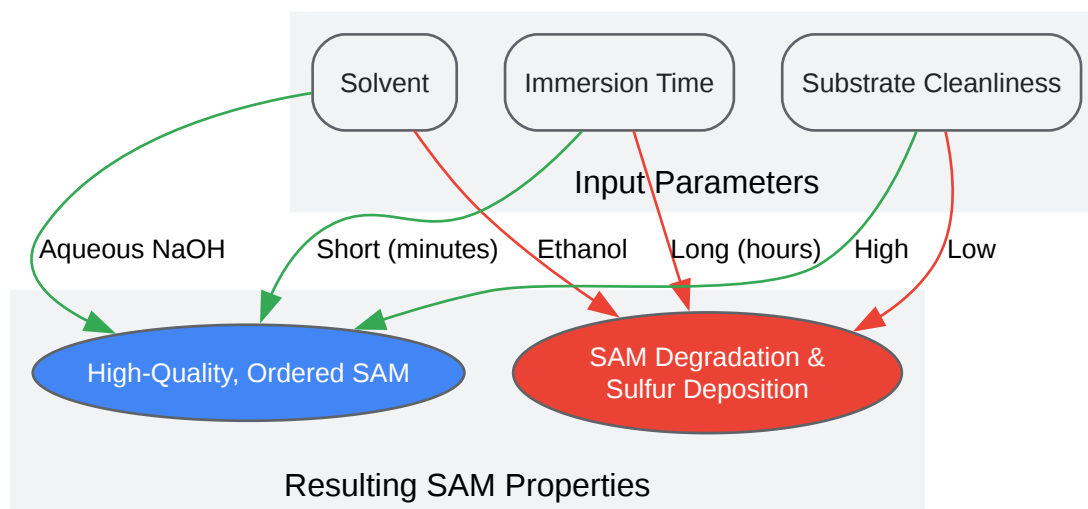 Solvent
Immersion Time
Substrate Cleanliness
Input Parameters
Aqueous NaOH
Short (minutes)
Ethanol
Long (hours)
High
Low
High-Quality, Ordered SAM
SAM Degradation &
Sulfur Deposition
Resulting SAM Properties